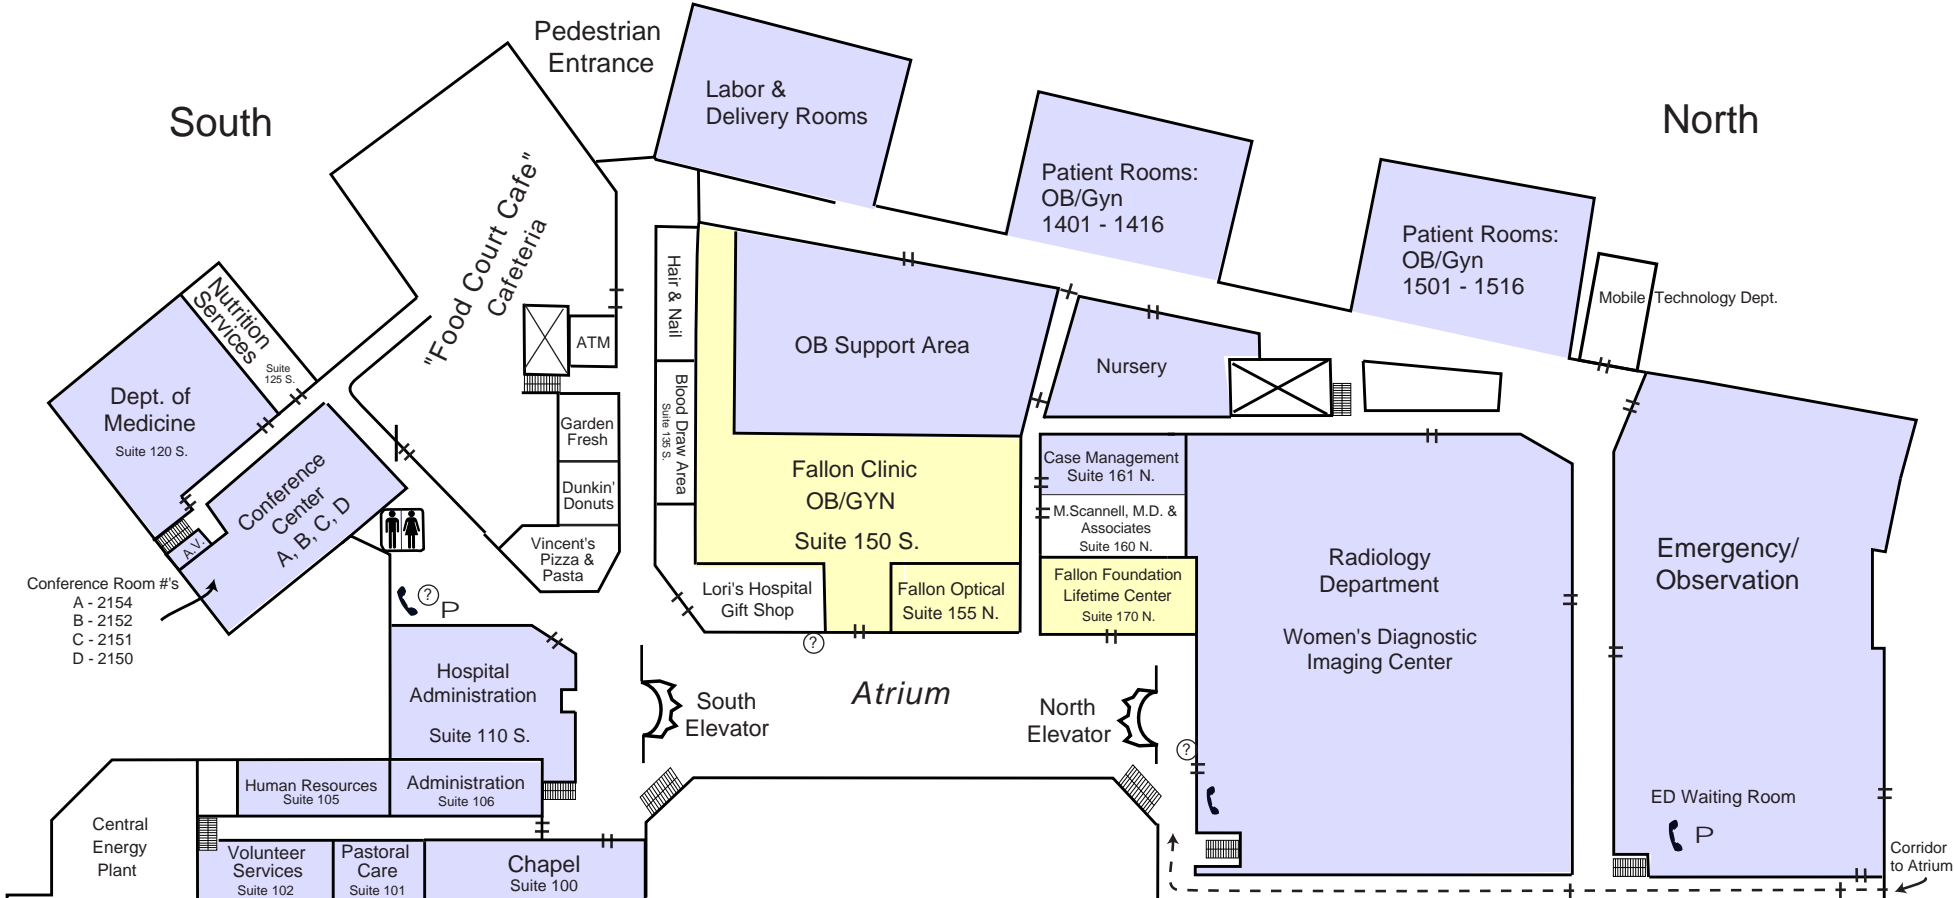 Pedestrian
Entrance
South
North
Labor &
Delivery Rooms
Patient Rooms:
OB/Gyn
1401 - 1416
Patient Rooms:
OB/Gyn
1501 - 1516
Mobile Technology Dept.
"Food Court Cafe"
Cafeteria
Nutrition
Services
Suite
125 S.
Dept. of
Medicine
Suite 120 S.
Hair & Nail
ATM
OB Support Area
Nursery
Blood Draw Area
Suite 135 S.
Garden
Fresh
Dunkin'
Donuts
Vincent's
Pizza &
Pasta
Conference
Center
A, B, C, D
A.V.
Conference Room #'s
A - 2154
B - 2152
C - 2151
D - 2150
?
P
Fallon Clinic
OB/GYN
Suite 150 S.
Case Management
Suite 161 N.
M.Scannell, M.D. &
Associates
Suite 160 N.
Lori's Hospital
Gift Shop
Fallon Optical
Suite 155 N.
Fallon Foundation
Lifetime Center
Suite 170 N.
?
Radiology
Department
Women's Diagnostic
Imaging Center
Emergency/
Observation
Hospital
Administration
Suite 110 S.
South
Elevator
Atrium
North
Elevator
?
Human Resources
Suite 105
Administration
Suite 106
ED Waiting Room
P
Central
Energy
Plant
Volunteer
Services
Suite 102
Pastoral
Care
Suite 101
Chapel
Suite 100
Corridor
to Atrium